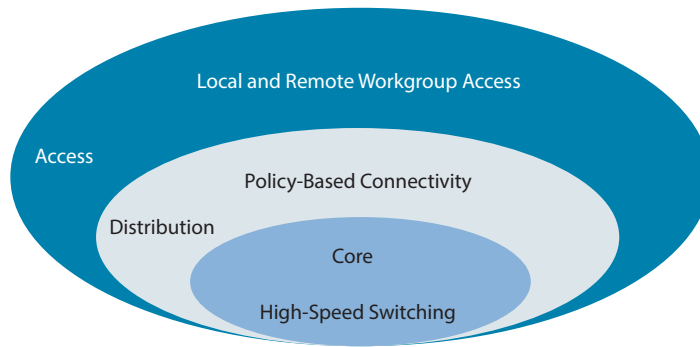 Local and Remote Workgroup Access
Access
Policy-Based Connectivity
Distribution
Core
High-Speed Switching